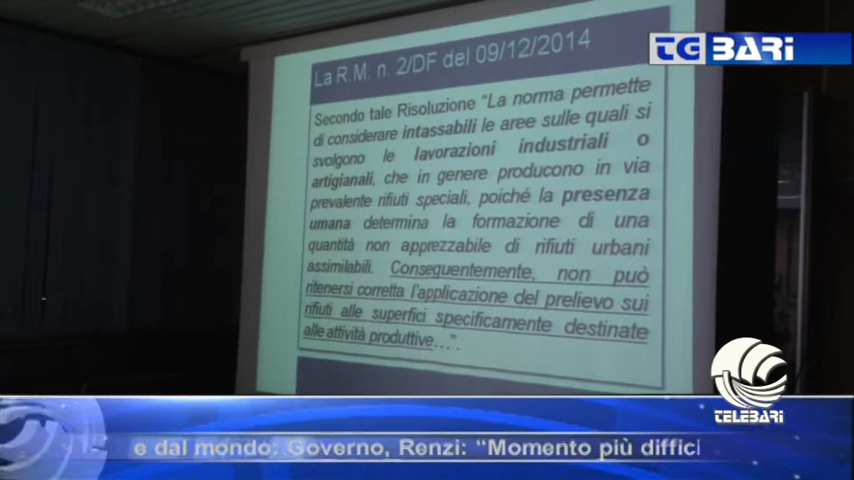 La R.M. n. 2/DF del 09/12/2014
TG BARI
Secondo tale Risoluzione “La norma permette
di considerare intassabili le aree sulle quali si
svolgono le lavorazioni industriali o
artigianali, che in genere producono in via
prevalente rifiuti speciali, poiché la presenza
umana determina la formazione di una
quantità non apprezzabile di rifiuti urbani
assimilabili. Conseguentemente, non può
ritenersi corretta l’applicazione del prelievo sui
rifiuti alle superfici specificamente destinate
alle attività produttive…”.
TELEBARI
e dal mondo: Governo, Renzi: “Momento più diffici